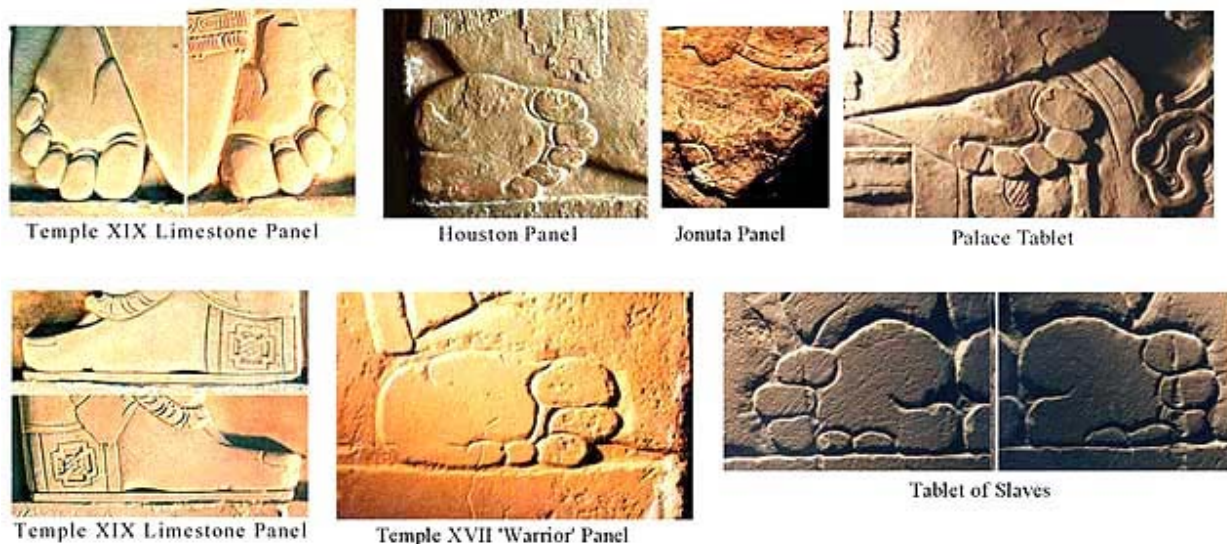 Temple XIX Limestone Panel
Houston Panel
Jonuta Panel
Palace Tablet
Temple XIX Limestone Panel
Temple XVII 'Warrior' Panel
Tablet of Slaves